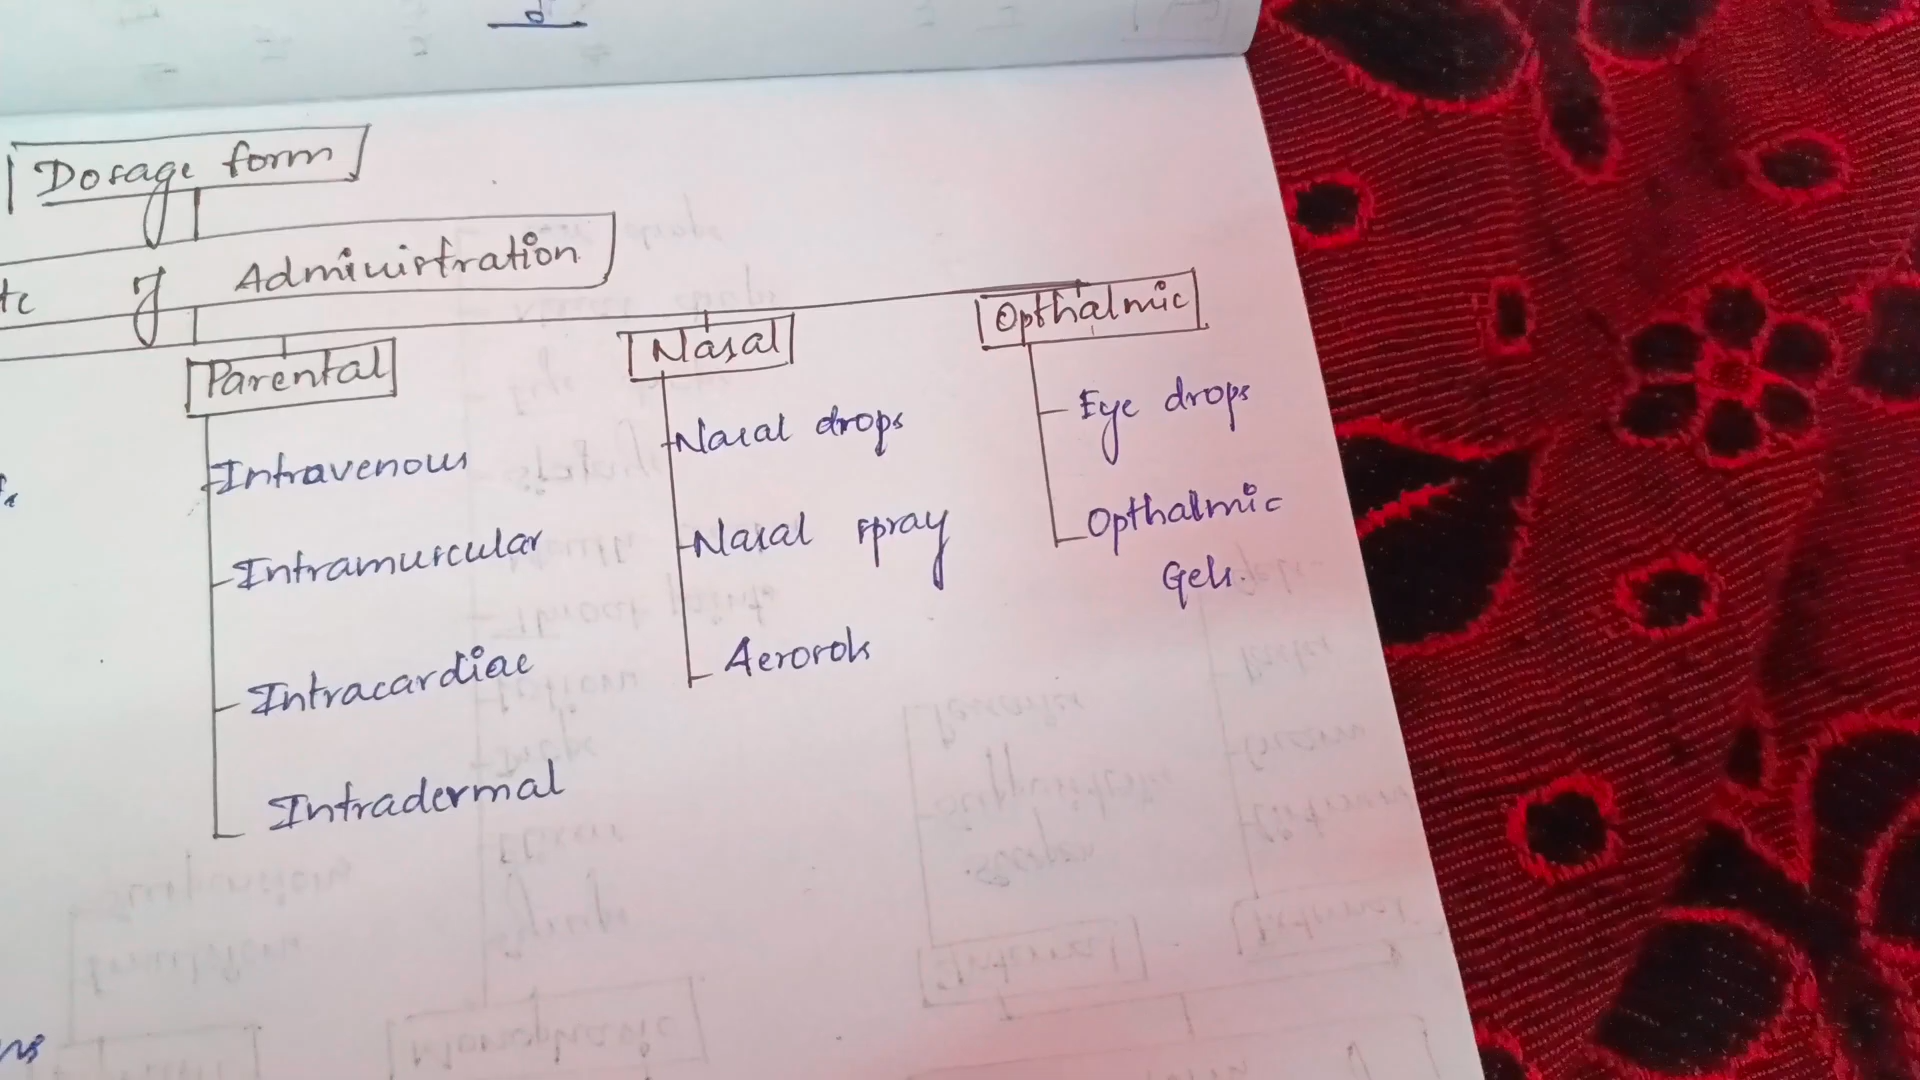 Dosage form
of Administration
Parental
Nasal
Opthalmic
Intravenous
Intramuscular
Intracardiac
Intradermal
Nasal drops
Nasal spray
Aerosols
Eye drops
Opthalmic
Gels.